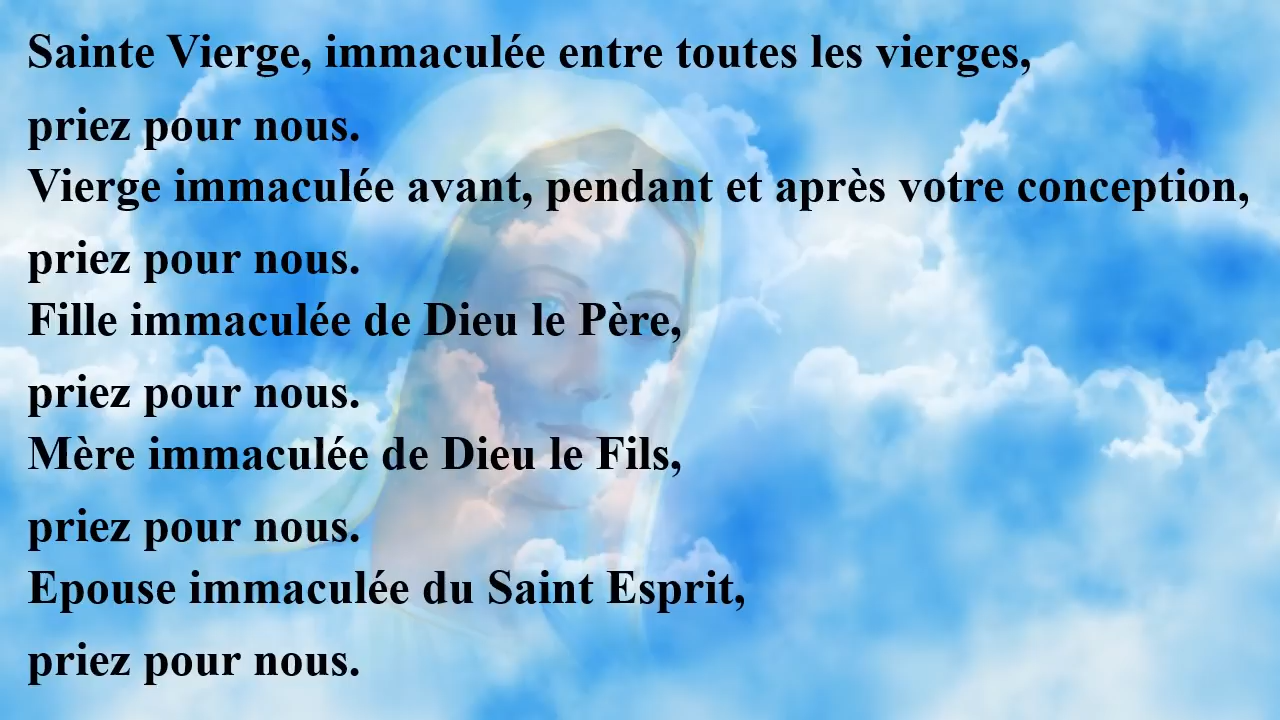 Sainte Vierge, immaculée entre toutes les vierges,
priez pour nous.
Vierge immaculée avant, pendant et après votre conception,
priez pour nous.
Fille immaculée de Dieu le Père,
priez pour nous.
Mère immaculée de Dieu le Fils,
priez pour nous.
Epouse immaculée du Saint Esprit,
priez pour nous.